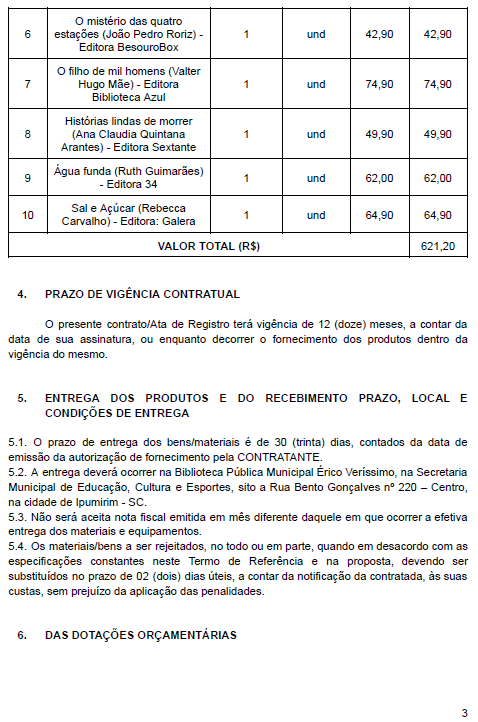 6
O mistério das quatro
estações (João Pedro Roriz) -
Editora BesouroBox
1
und
42,90
42,90
7
O filho de mil homens (Valter
Hugo Mãe) - Editora
Biblioteca Azul
1
und
74,90
74,90
8
Histórias lindas de morrer
(Ana Claudia Quintana
Arantes) - Editora Sextante
1
und
49,90
49,90
9
Água funda (Ruth Guimarães)
- Editora 34
1
und
62,00
62,00
10
Sal e Açúcar (Rebecca
Carvalho) - Editora: Galera
1
und
64,90
64,90
VALOR TOTAL (R$)
621,20
4. PRAZO DE VIGÊNCIA CONTRATUAL
O presente contrato/Ata de Registro terá vigência de 12 (doze) meses, a contar da
data de sua assinatura, ou enquanto decorrer o fornecimento dos produtos dentro da
vigência do mesmo.
5. ENTREGA DOS PRODUTOS E DO RECEBIMENTO PRAZO, LOCAL E
CONDIÇÕES DE ENTREGA
5.1. O prazo de entrega dos bens/materiais é de 30 (trinta) dias, contados da data de
emissão da autorização de fornecimento pela CONTRATANTE.
5.2. A entrega deverá ocorrer na Biblioteca Pública Municipal Érico Veríssimo, na Secretaria
Municipal de Educação, Cultura e Esportes, sito a Rua Bento Gonçalves nº 220 – Centro,
na cidade de Ipumirim - SC.
5.3. Não será aceita nota fiscal emitida em mês diferente daquele em que ocorrer a efetiva
entrega dos materiais e equipamentos.
5.4. Os materiais/bens a ser rejeitados, no todo ou em parte, quando em desacordo com as
especificações constantes neste Termo de Referência e na proposta, devendo ser
substituídos no prazo de 02 (dois) dias úteis, a contar da notificação da contratada, às suas
custas, sem prejuízo da aplicação das penalidades.
6. DAS DOTAÇÕES ORÇAMENTÁRIAS
3